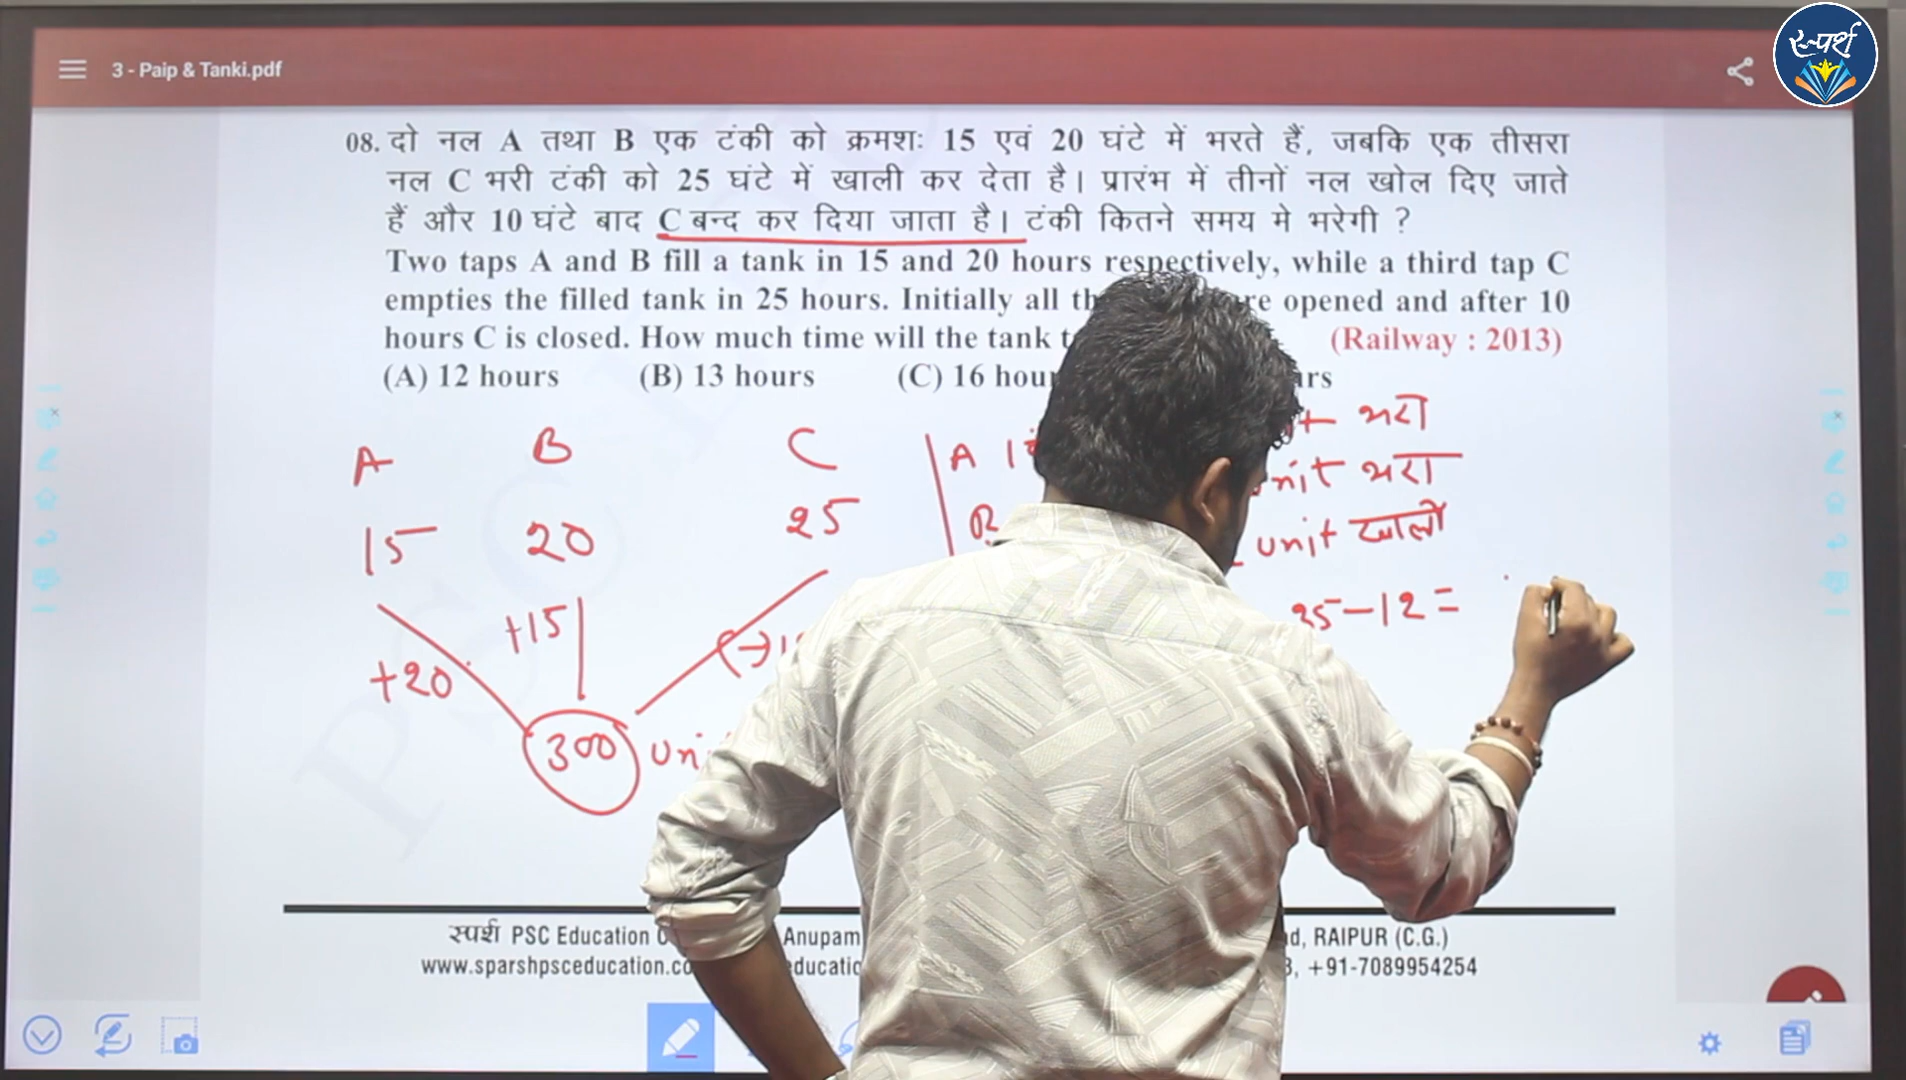 स्पर्श
3 - Paip & Tanki.pdf
08. दो नल A तथा B एक टंकी को क्रमशः 15 एवं 20 घंटे में भरते हैं, जबकि एक तीसरा
नल C भरी टंकी को 25 घंटे में खाली कर देता है। प्रारंभ में तीनों नल खोल दिए जाते
हैं और 10 घंटे बाद C बन्द कर दिया जाता है। टंकी कितने समय मे भरेगी ?
Two taps A and B fill a tank in 15 and 20 hours respectively, while a third tap C
empties the filled tank in 25 hours. Initially all opened and after 10
hours C is closed. How much time will the tank (Railway : 2013)
(A) 12 hours (B) 13 hours (C) 16
A B C
15 20 25
+20 +15
300
A 1 भरा
B unit भरा
unit खाली
35-12=
स्पर्श PSC Education Anupam RAIPUR (C.G.)
www.sparshpsceducation.co +91-7089954254